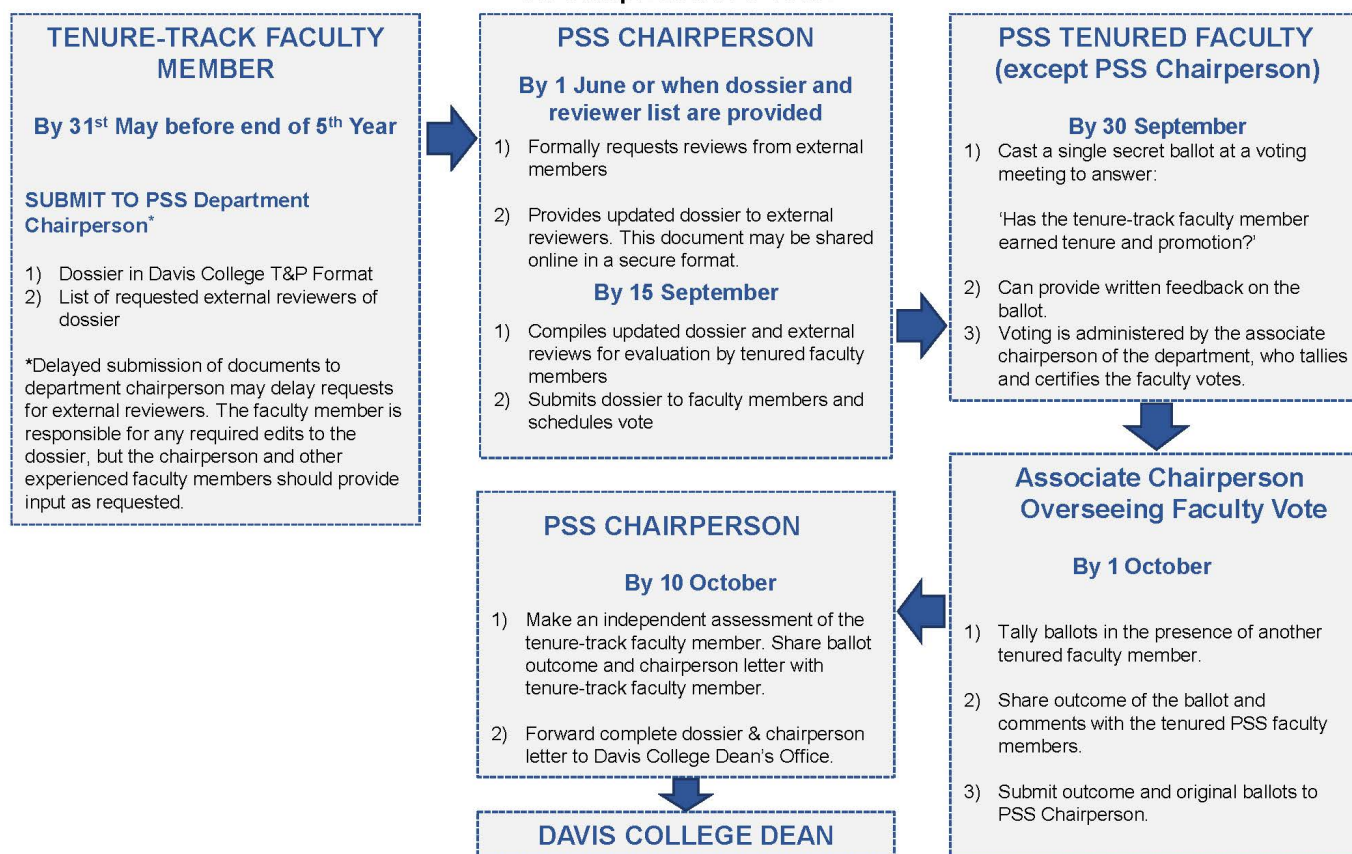 TENURE-TRACK FACULTY
MEMBER
By 31st May before end of 5th Year
SUBMIT TO PSS Department
Chairperson*
1) Dossier in Davis College T&P Format
2) List of requested external reviewers of
dossier
*Delayed submission of documents to
department chairperson may delay requests
for external reviewers. The faculty member is
responsible for any required edits to the
dossier, but the chairperson and other
experienced faculty members should provide
input as requested.
PSS CHAIRPERSON
By 1 June or when dossier and
reviewer list are provided
1) Formally requests reviews from external
members
2) Provides updated dossier to external
reviewers. This document may be shared
online in a secure format.
By 15 September
1) Compiles updated dossier and external
reviews for evaluation by tenured faculty
members
2) Submits dossier to faculty members and
schedules vote
PSS TENURED FACULTY
(except PSS Chairperson)
By 30 September
1) Cast a single secret ballot at a voting
meeting to answer:
'Has the tenure-track faculty member
earned tenure and promotion?'
2) Can provide written feedback on the
ballot.
3) Voting is administered by the associate
chairperson of the department, who tallies
and certifies the faculty votes.
Associate Chairperson
Overseeing Faculty Vote
By 1 October
1) Tally ballots in the presence of another
tenured faculty member.
2) Share outcome of the ballot and
comments with the tenured PSS faculty
members.
3) Submit outcome and original ballots to
PSS Chairperson.
PSS CHAIRPERSON
By 10 October
1) Make an independent assessment of the
tenure-track faculty member. Share ballot
outcome and chairperson letter with
tenure-track faculty member.
2) Forward complete dossier & chairperson
letter to Davis College Dean's Office.
DAVIS COLLEGE DEAN